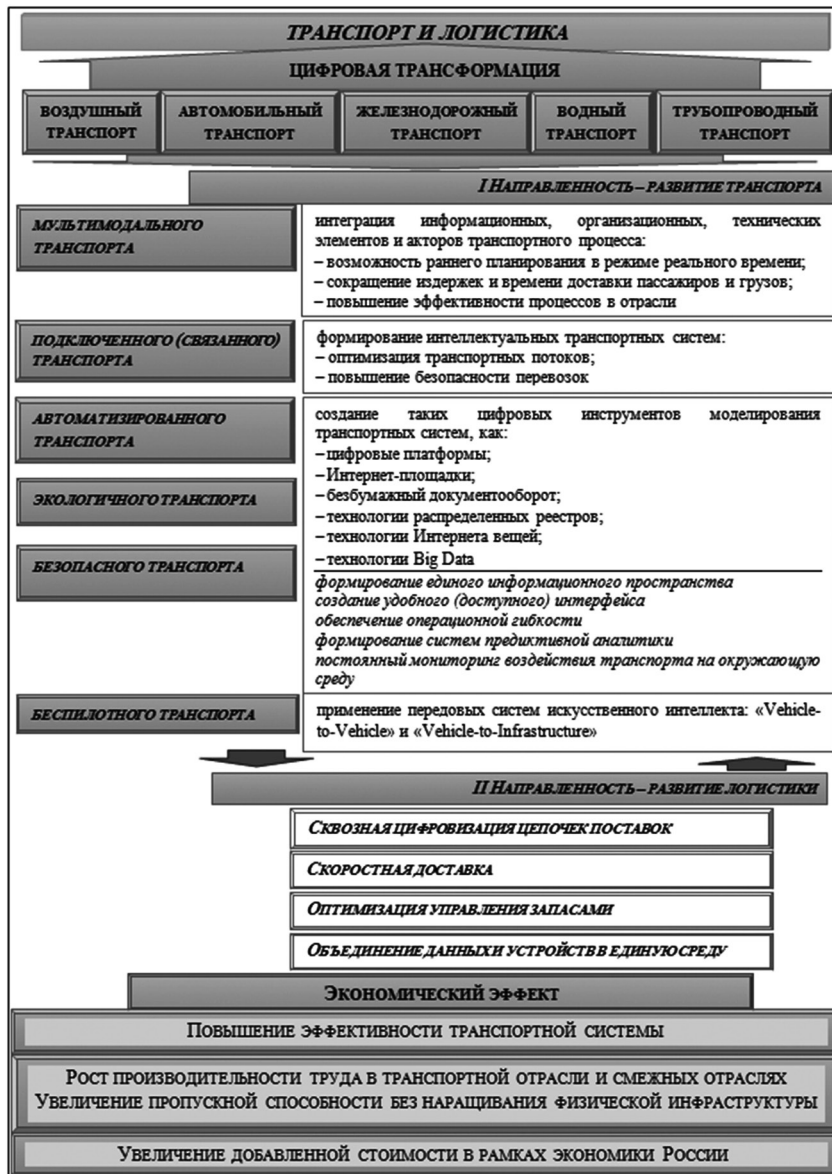 ТРАНСПОРТ И ЛОГИСТИКА
ЦИФРОВАЯ ТРАНСФОРМАЦИЯ
ВОЗДУШНЫЙ
ТРАНСПОРТ
АВТОМОБИЛЬНЫЙ
ТРАНСПОРТ
ЖЕЛЕЗНОДОРОЖНЫЙ
ТРАНСПОРТ
ВОДНЫЙ
ТРАНСПОРТ
ТРУБОПРОВОДНЫЙ
ТРАНСПОРТ
I НАПРАВЛЕННОСТЬ – РАЗВИТИЕ ТРАНСПОРТА
МУЛЬТИМОДАЛЬНОГО
ТРАНСПОРТА
интеграция информационных, организационных, технических
элементов и акторов транспортного процесса:
– возможность раннего планирования в режиме реального времени;
– сокращение издержек и времени доставки пассажиров и грузов;
– повышение эффективности процессов в отрасли
ПОДКЛЮЧЕННОГО (СВЯЗАННОГО)
ТРАНСПОРТА
формирование интеллектуальных транспортных систем:
– оптимизация транспортных потоков;
– повышение безопасности перевозок
АВТОМАТИЗИРОВАННОГО
ТРАНСПОРТА
ЭКОЛОГИЧНОГО ТРАНСПОРТА
БЕЗОПАСНОГО ТРАНСПОРТА
создание таких цифровых инструментов моделирования
транспортных систем, как:
– цифровые платформы;
– Интернет-площадки;
– безбумажный документооборот;
– технологии распределенных реестров;
– технологии Интернета вещей;
– технологии Big Data
формирование единого информационного пространства
создание удобного (доступного) интерфейса
обеспечение операционной гибкости
формирование систем предиктивной аналитики
постоянный мониторинг воздействия транспорта на окружающую
среду
БЕСПИЛОТНОГО ТРАНСПОРТА
применение передовых систем искусственного интеллекта: «Vehicle-
to-Vehicle» и «Vehicle-to-Infrastructure»
II НАПРАВЛЕННОСТЬ – РАЗВИТИЕ ЛОГИСТИКИ
СКВОЗНАЯ ЦИФРОВИЗАЦИЯ ЦЕПОЧЕК ПОСТАВОК
СКОРОСТНАЯ ДОСТАВКА
ОПТИМИЗАЦИЯ УПРАВЛЕНИЯ ЗАПАСАМИ
ОБЪЕДИНЕНИЕ ДАННЫХ И УСТРОЙСТВ В ЕДИНУЮ СРЕДУ
ЭКОНОМИЧЕСКИЙ ЭФФЕКТ
ПОВЫШЕНИЕ ЭФФЕКТИВНОСТИ ТРАНСПОРТНОЙ СИСТЕМЫ
РОСТ ПРОИЗВОДИТЕЛЬНОСТИ ТРУДА В ТРАНСПОРТНОЙ ОТРАСЛИ И СМЕЖНЫХ ОТРАСЛЯХ
УВЕЛИЧЕНИЕ ПРОПУСКНОЙ СПОСОБНОСТИ БЕЗ НАРАЩИВАНИЯ ФИЗИЧЕСКОЙ ИНФРАСТРУКТУРЫ
УВЕЛИЧЕНИЕ ДОБАВЛЕННОЙ СТОИМОСТИ В РАМКАХ ЭКОНОМИКИ РОССИИ